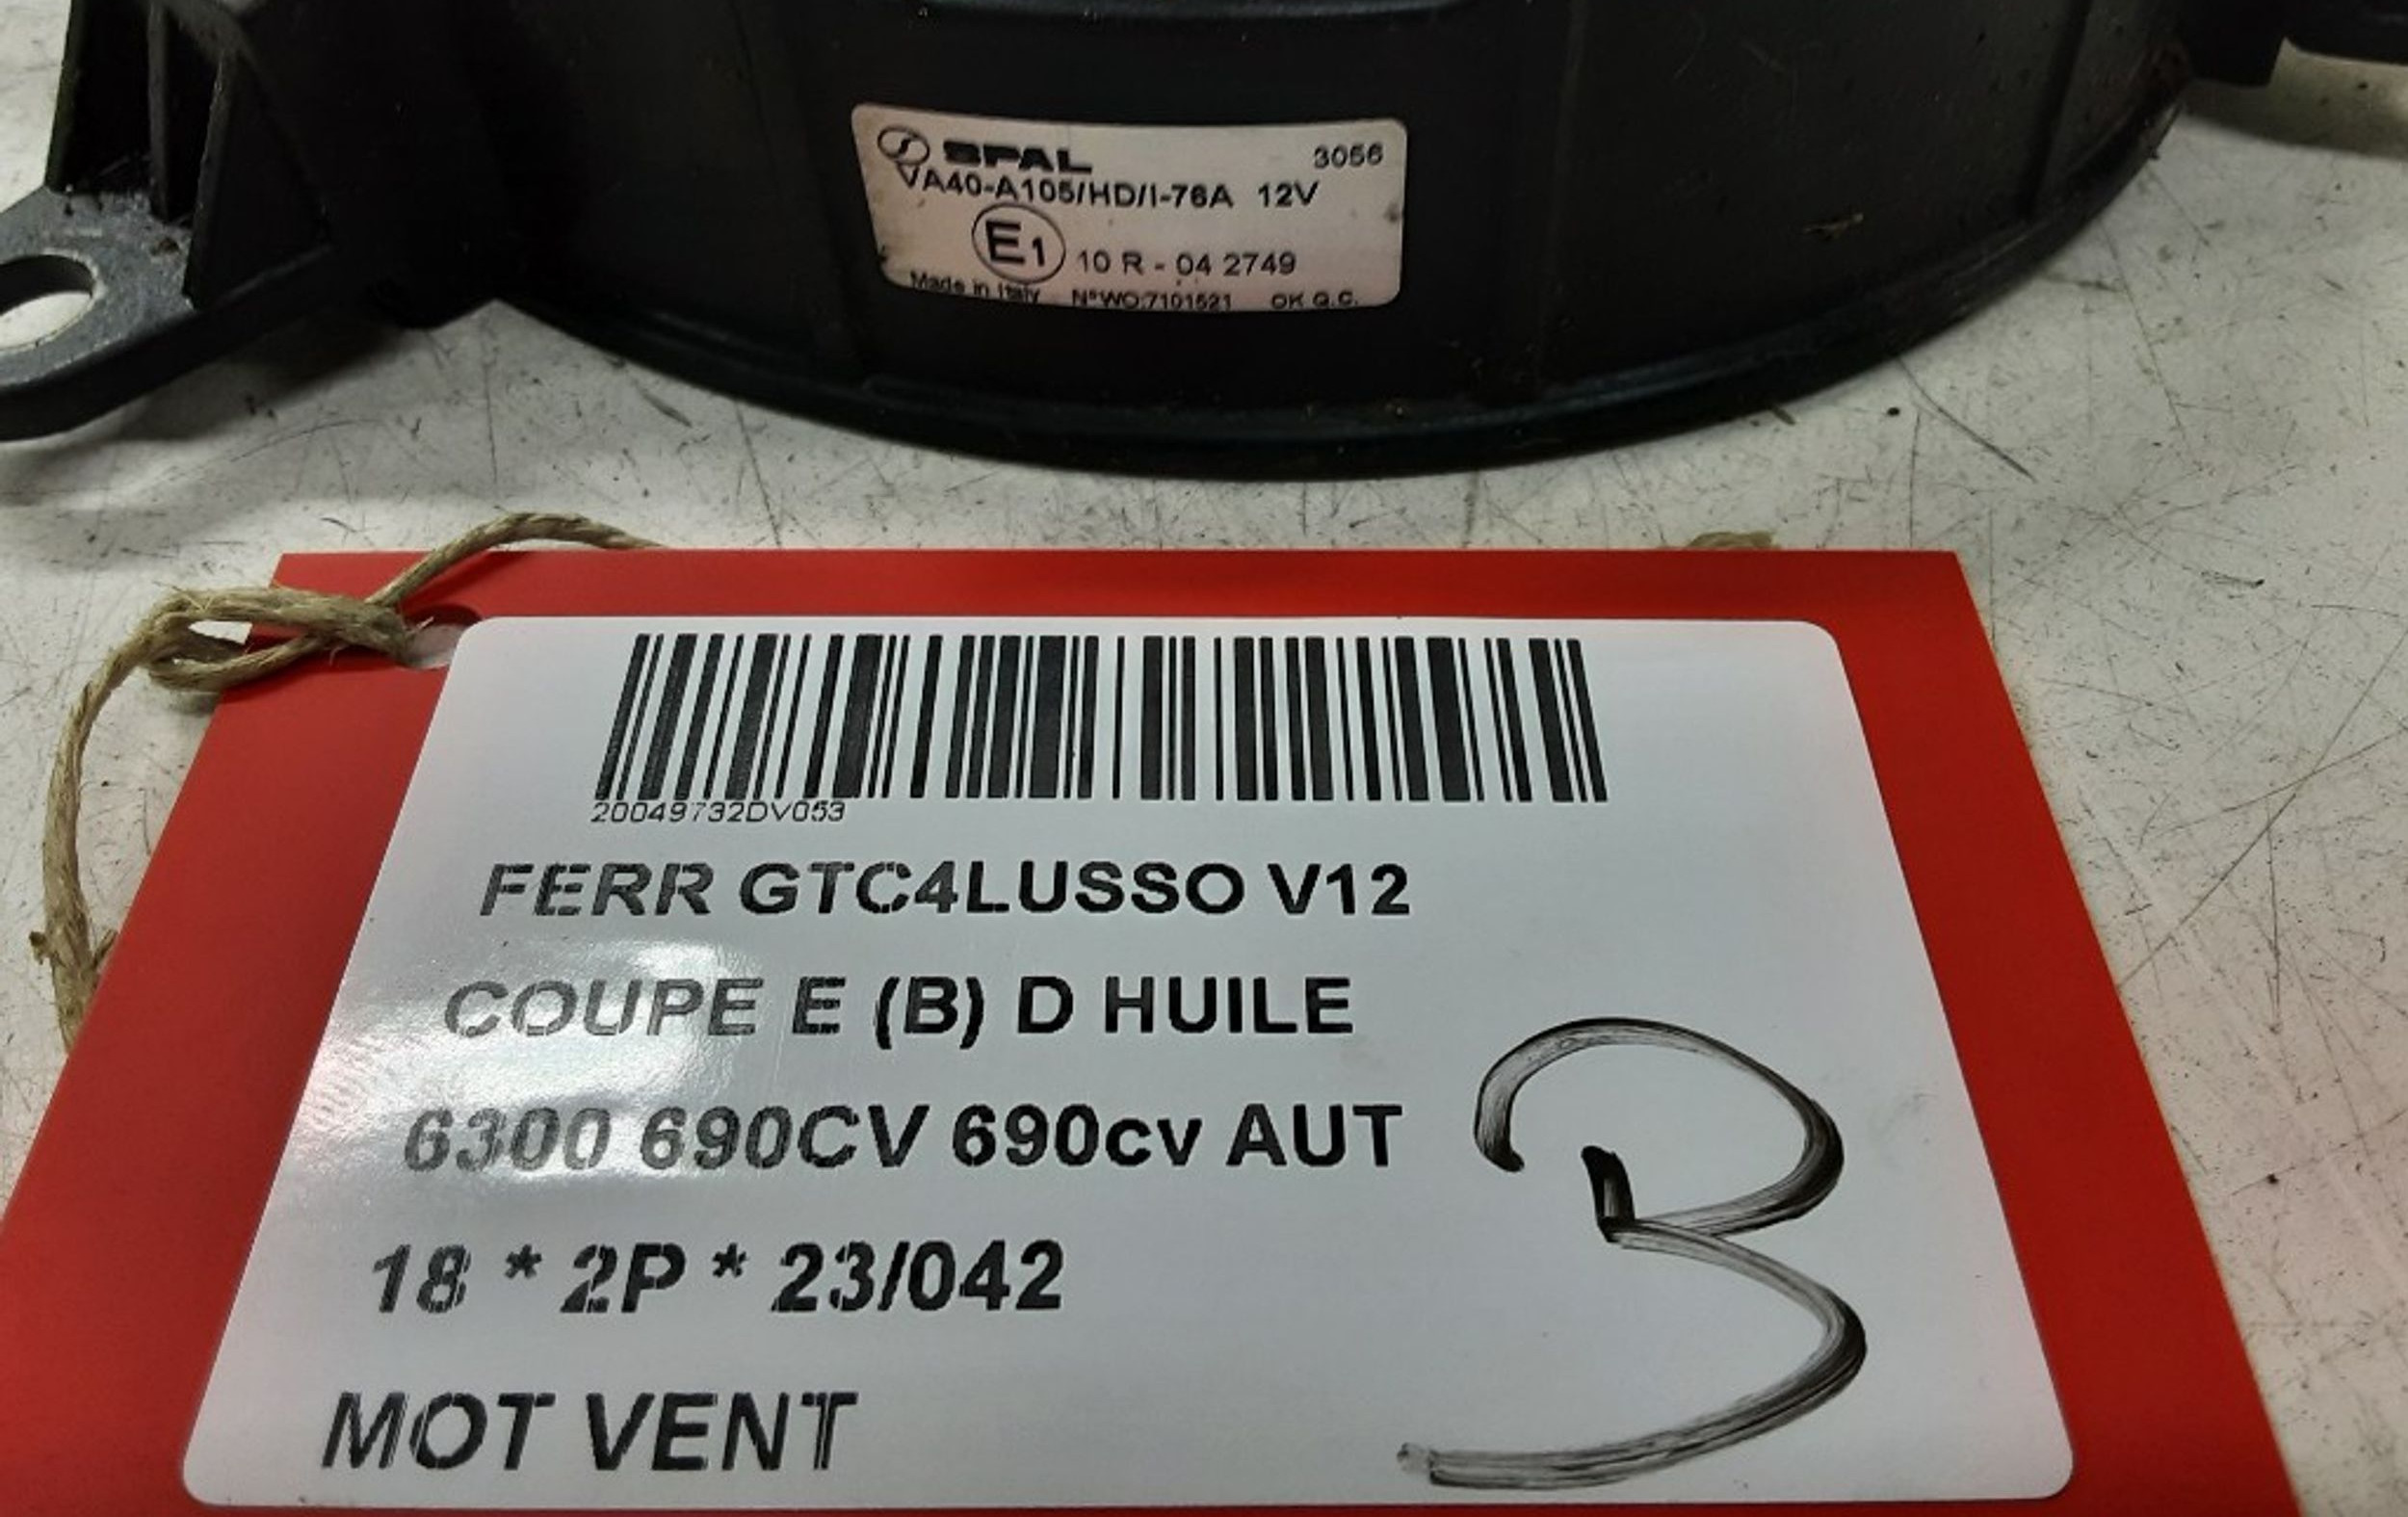 SPAL 3056
VA40-A105/HD/I-76A 12V
E1 10 R - 04 2749
Made in Italy N°WO:7101521 OK Q.C.
20049732DV053
FERR GTC4LUSSO V12
COUPE E (B) D HUILE
6300 690CV 690cv AUT
18 * 2P * 23/042
MOT VENT
B